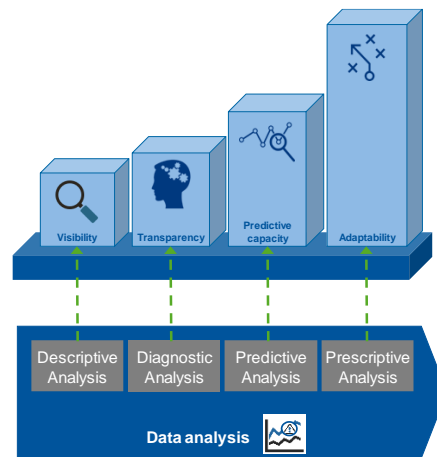 Visibility
Transparency
Predictive
capacity
Adaptability
Descriptive
Analysis
Diagnostic
Analysis
Predictive
Analysis
Prescriptive
Analysis
Data analysis